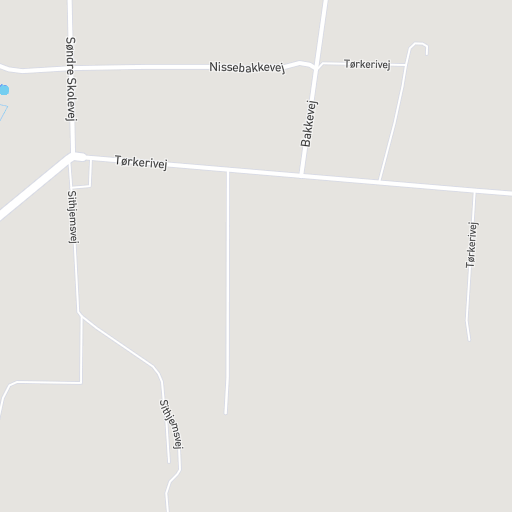 Søndre Skolevej
Nissebakkevej
Tørkerivej
Bakkevej
Tørkerivej
Sithjemsvej
Tørkerivej
Sithjemsvej